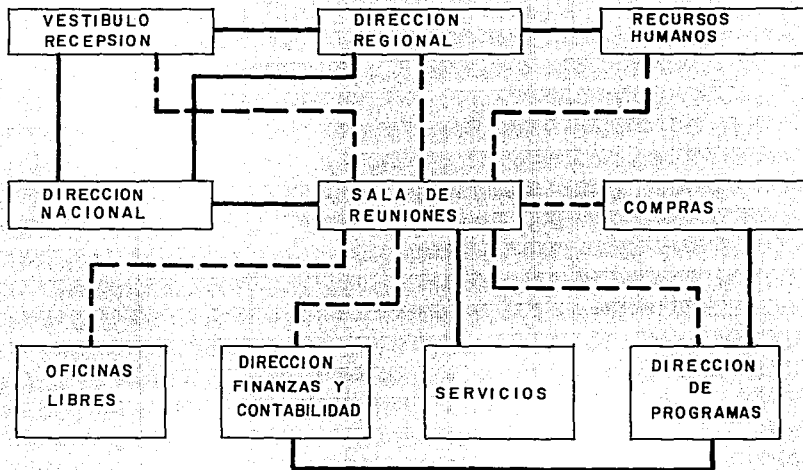 VESTIBULO
RECEPSION
DIRECCION
REGIONAL
RECURSOS
HUMANOS
DIRECCION
NACIONAL
SALA DE
REUNIONES
COMPRAS
OFICINAS
LIBRES
DIRECCION
FINANZAS Y
CONTABILIDAD
SERVICIOS
DIRECCION
DE
PROGRAMAS